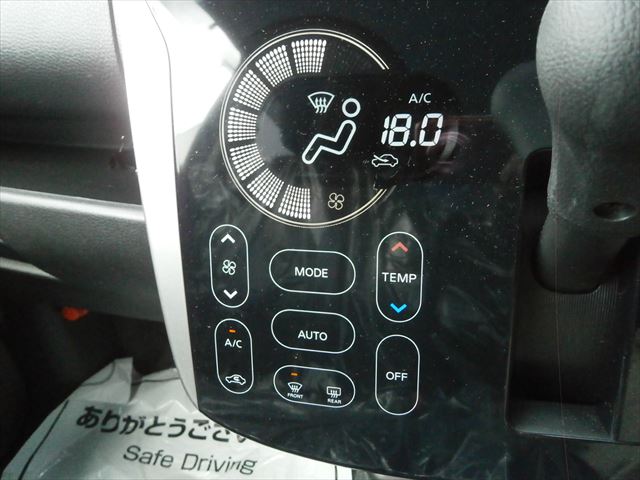 A/C
18.0
MODE
TEMP
AUTO
A/C
OFF
FRONT
REAR
ありがとうござい
Safe Driving